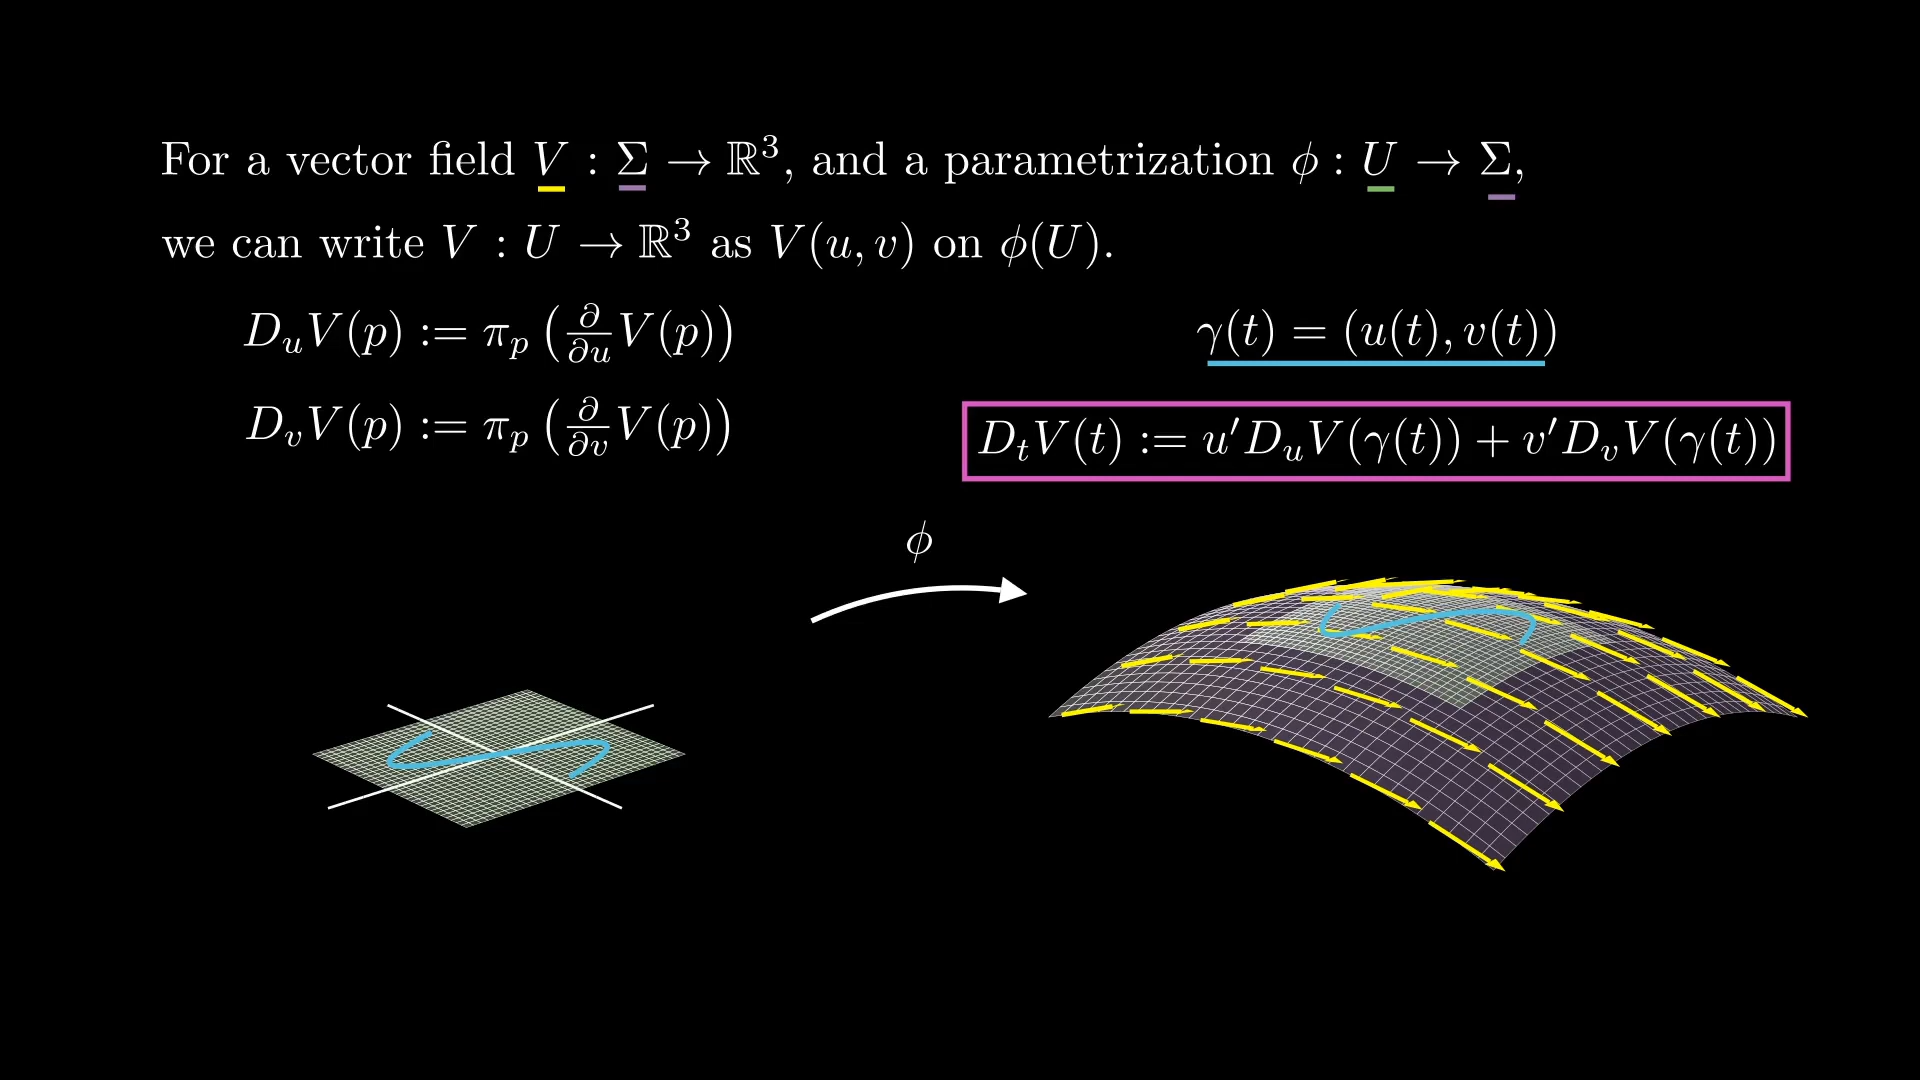 For a vector field V : Σ → ℝ³, and a parametrization ϕ : U → Σ,
we can write V : U → ℝ³ as V(u, v) on ϕ(U).
D_uV(p) := π_p (∂/∂u V(p))
γ(t) = (u(t), v(t))
D_vV(p) := π_p (∂/∂v V(p))
D_tV(t) := u′D_uV(γ(t)) + v′D_vV(γ(t))
ϕ